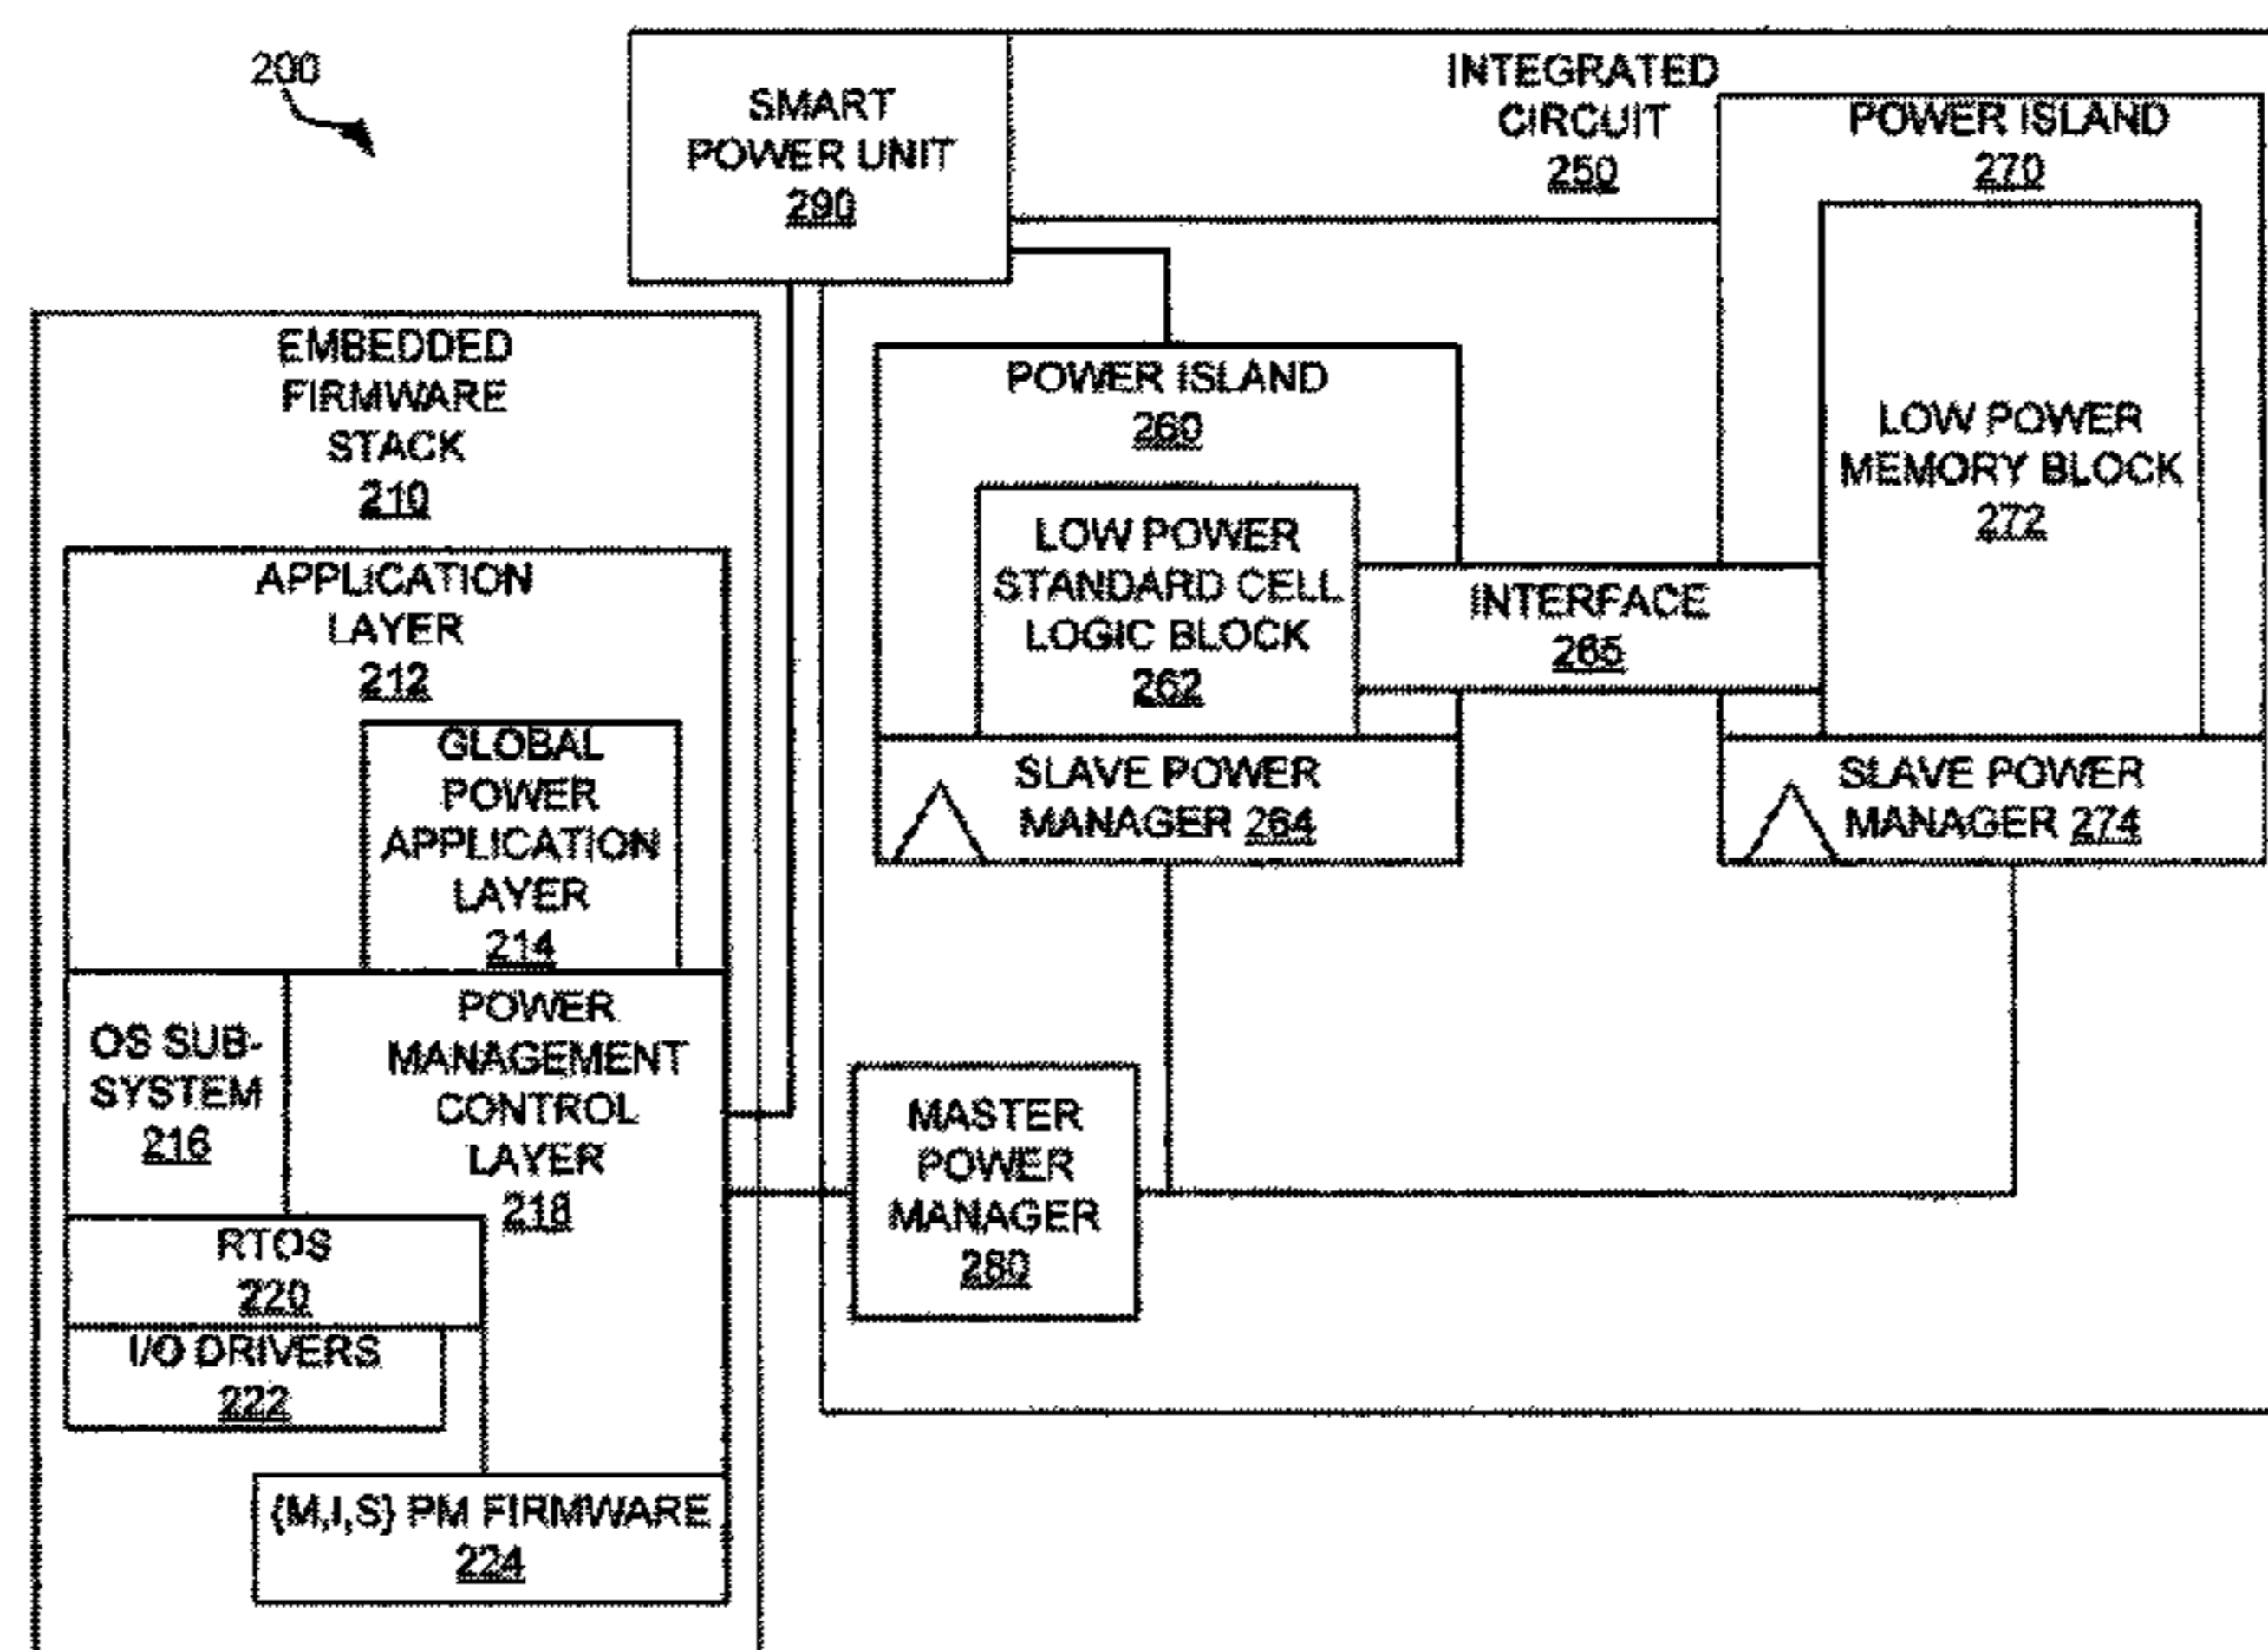 200
SMART
POWER UNIT
290
INTEGRATED
CIRCUIT
250
POWER ISLAND
270
LOW POWER
MEMORY BLOCK
272
EMBEDDED
FIRMWARE
STACK
210
POWER ISLAND
260
LOW POWER
STANDARD CELL
LOGIC BLOCK
262
INTERFACE
265
APPLICATION
LAYER
212
GLOBAL
POWER
APPLICATION
LAYER
214
SLAVE POWER
MANAGER 264
SLAVE POWER
MANAGER 274
OS SUB-
SYSTEM
216
POWER
MANAGEMENT
CONTROL
LAYER
218
MASTER
POWER
MANAGER
280
RTOS
220
I/O DRIVERS
222
{M,I,S} PM FIRMWARE
224